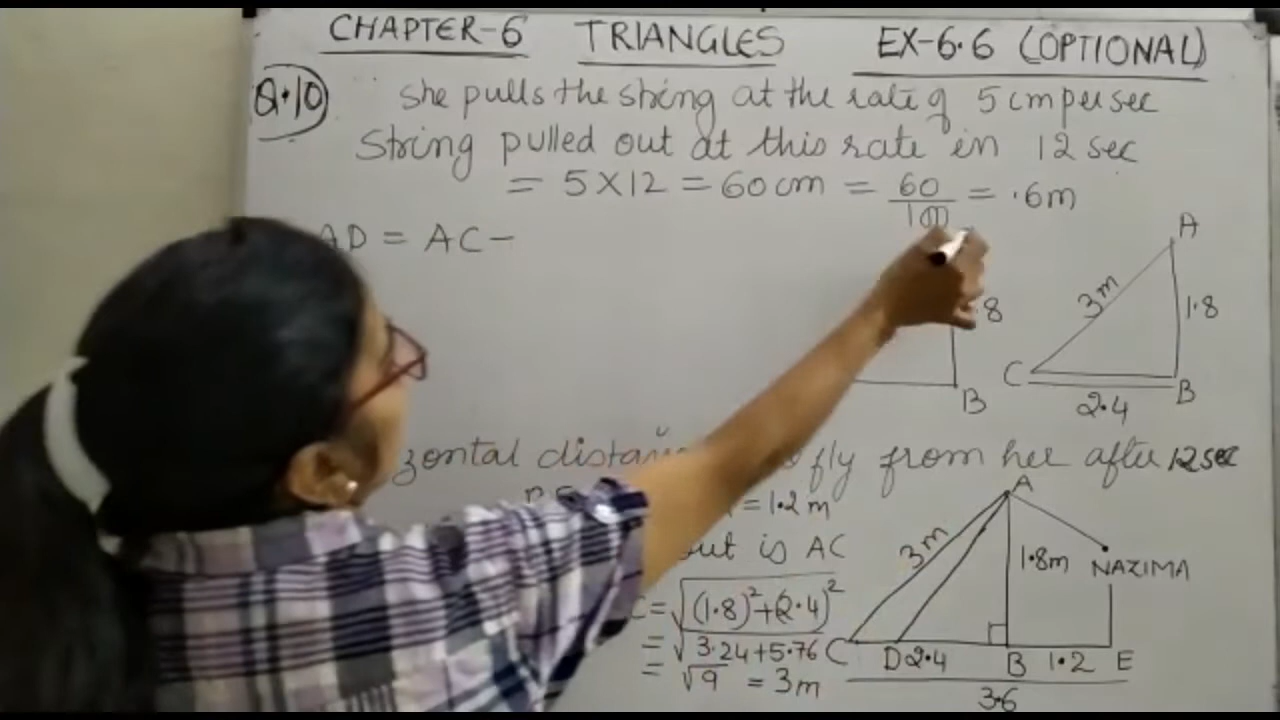 CHAPTER-6 TRIANGLES EX-6.6 (OPTIONAL)
Q.10 She pulls the string at the rate of 5 cm per sec
String pulled out at this rate in 12 sec
= 5 X 12 = 60 cm = 60/100 = .6m
AD = AC -
A
3 m
1.8
C
B
2.4
.8
B
zontal distan fly from her after 12 sec
= 1.2 m
out is AC
= √(1.8)²+(2.4)²
= √3.24+5.76
= √9 = 3m
A
3 m
1.8m
NAZIMA
C D 2.4 B 1.2 E
3.6